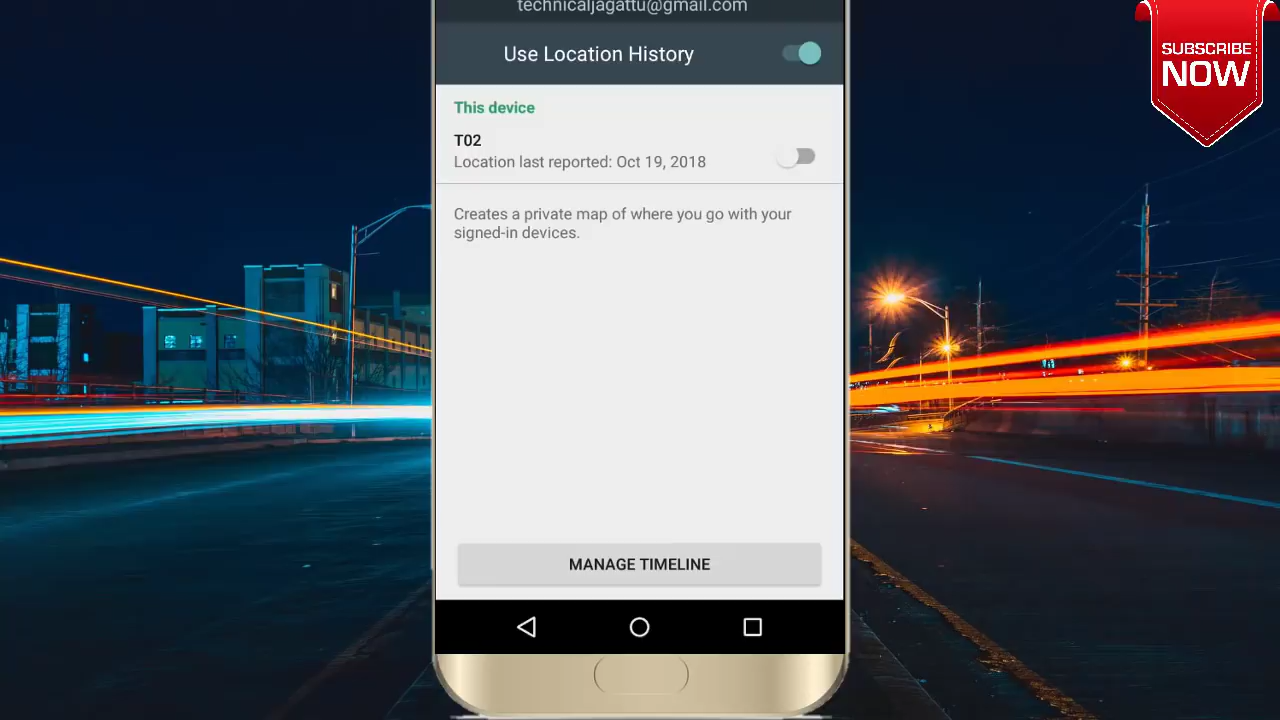 technicaljagattu@gmail.com
Use Location History
This device
T02
Location last reported: Oct 19, 2018
Creates a private map of where you go with your
signed-in devices.
MANAGE TIMELINE
SUBSCRIBE
NOW